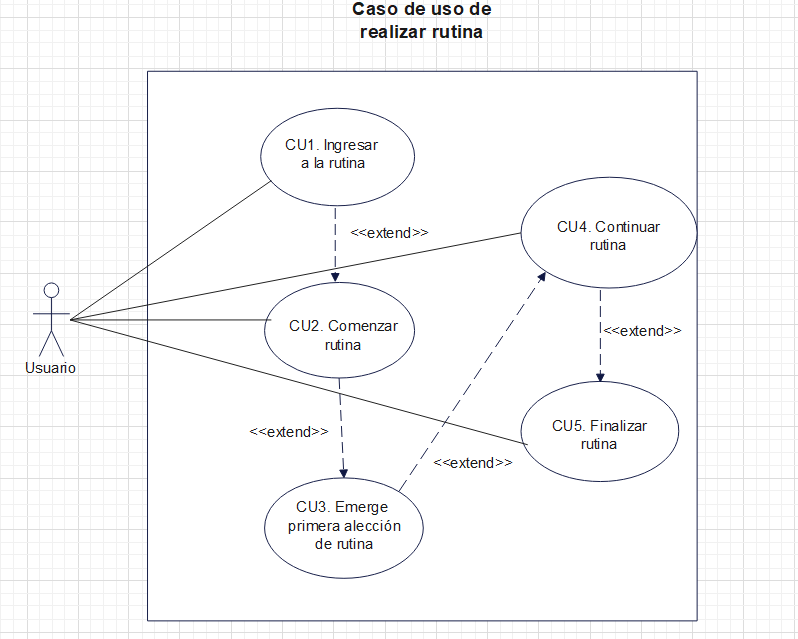 Caso de uso de
realizar rutina
CU1. Ingresar
a la rutina
<<extend>>
CU4. Continuar
rutina
CU2. Comenzar
rutina
<<extend>>
Usuario
<<extend>>
CU5. Finalizar
rutina
<<extend>>
CU3. Emerge
primera alección
de rutina